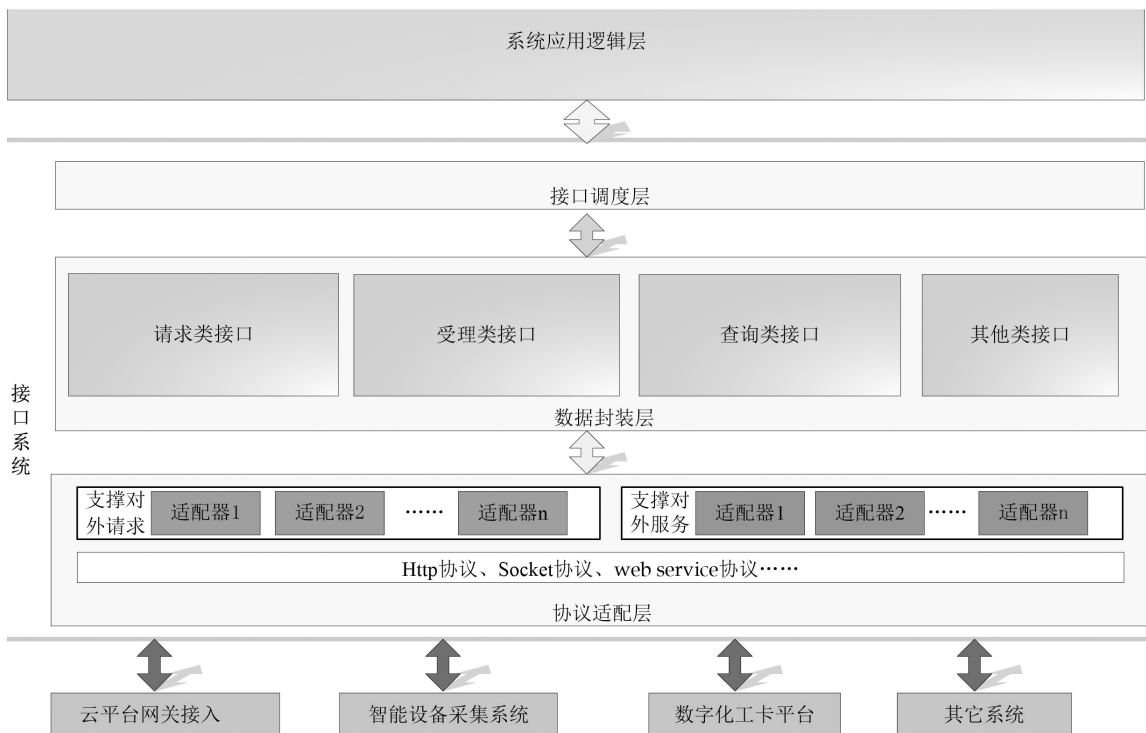 系统应用逻辑层
接口调度层
请求类接口
受理类接口
查询类接口
其他类接口
数据封装层
接口系统
支撑对
外请求
适配器1
适配器2
……
适配器n
支撑对
外服务
适配器1
适配器2
……
适配器n
Http协议、Socket协议、web service协议……
协议适配层
云平台网关接入
智能设备采集系统
数字化工卡平台
其它系统